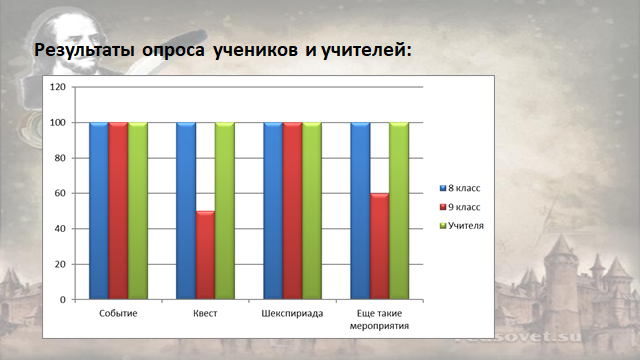 Результаты опроса учеников и учителей:
120
100
80
60
40
20
0
Событие
Квест
Шекспириада
Еще такие
мероприятия
8 класс
9 класс
Учителя